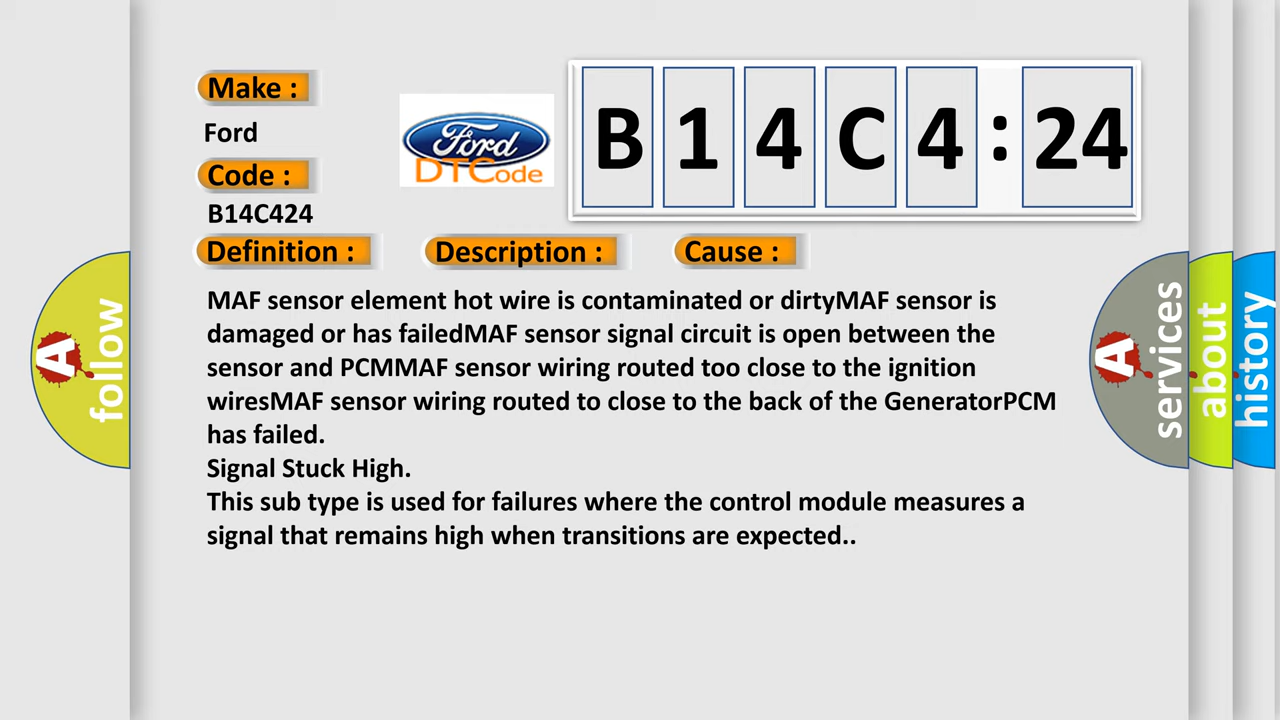 Make :
Ford
Code :
B14C424
Ford
DTCode
B14C4:24
Definition :
Description :
Cause :
MAF sensor element hot wire is contaminated or dirtyMAF sensor is
damaged or has failedMAF sensor signal circuit is open between the
sensor and PCMMAF sensor wiring routed too close to the ignition
wiresMAF sensor wiring routed to close to the back of the GeneratorPCM
has failed.
Signal Stuck High.
This sub type is used for failures where the control module measures a
signal that remains high when transitions are expected..
A
follow
A
services
about
history